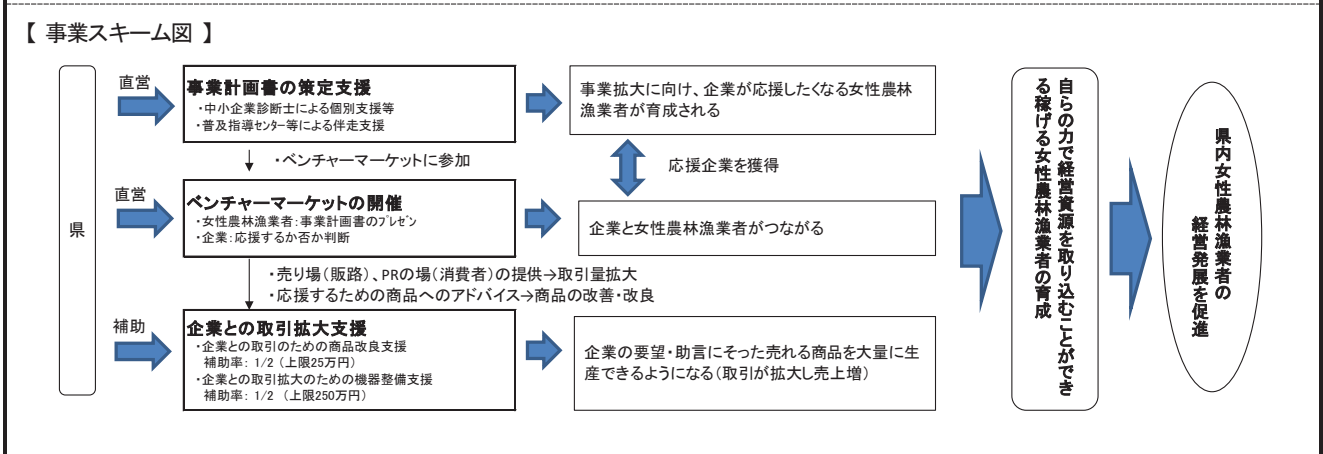 【 事業スキーム図 】
県
直営
事業計画書の策定支援
・中小企業診断士による個別支援等
・普及指導センター等による伴走支援
事業拡大に向け、企業が応援したくなる女性農林
漁業者が育成される
・ベンチャーマーケットに参加
応援企業を獲得
直営
ベンチャーマーケットの開催
・女性農林漁業者：事業計画書のプレゼン
・企業：応援するか否か判断
企業と女性農林漁業者がつながる
・売り場（販路）、PRの場（消費者）の提供→取引量拡大
・応援するための商品へのアドバイス→商品の改善・改良
補助
企業との取引拡大支援
・企業との取引のための商品改良支援
補助率： 1/2 （上限25万円）
・企業との取引拡大のための機器整備支援
補助率： 1/2 （上限250万円）
企業の要望・助言にそった売れる商品を大量に生
産できるようになる（取引が拡大し売上増）
自らの力で経営資源を取り込むことができ
る稼げる女性農林漁業者の育成
県内女性農林漁業者の
経営発展を促進